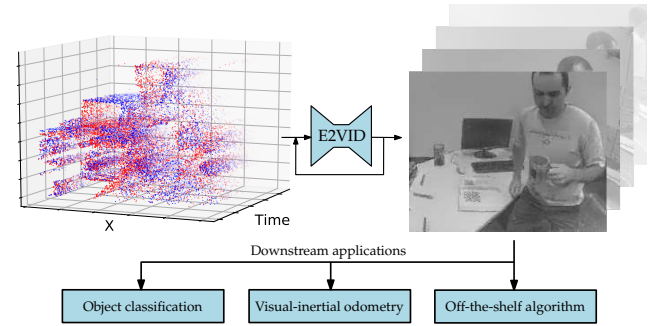 E2VID
X
Time
Downstream applications
Object classification
Visual-inertial odometry
Off-the-shelf algorithm